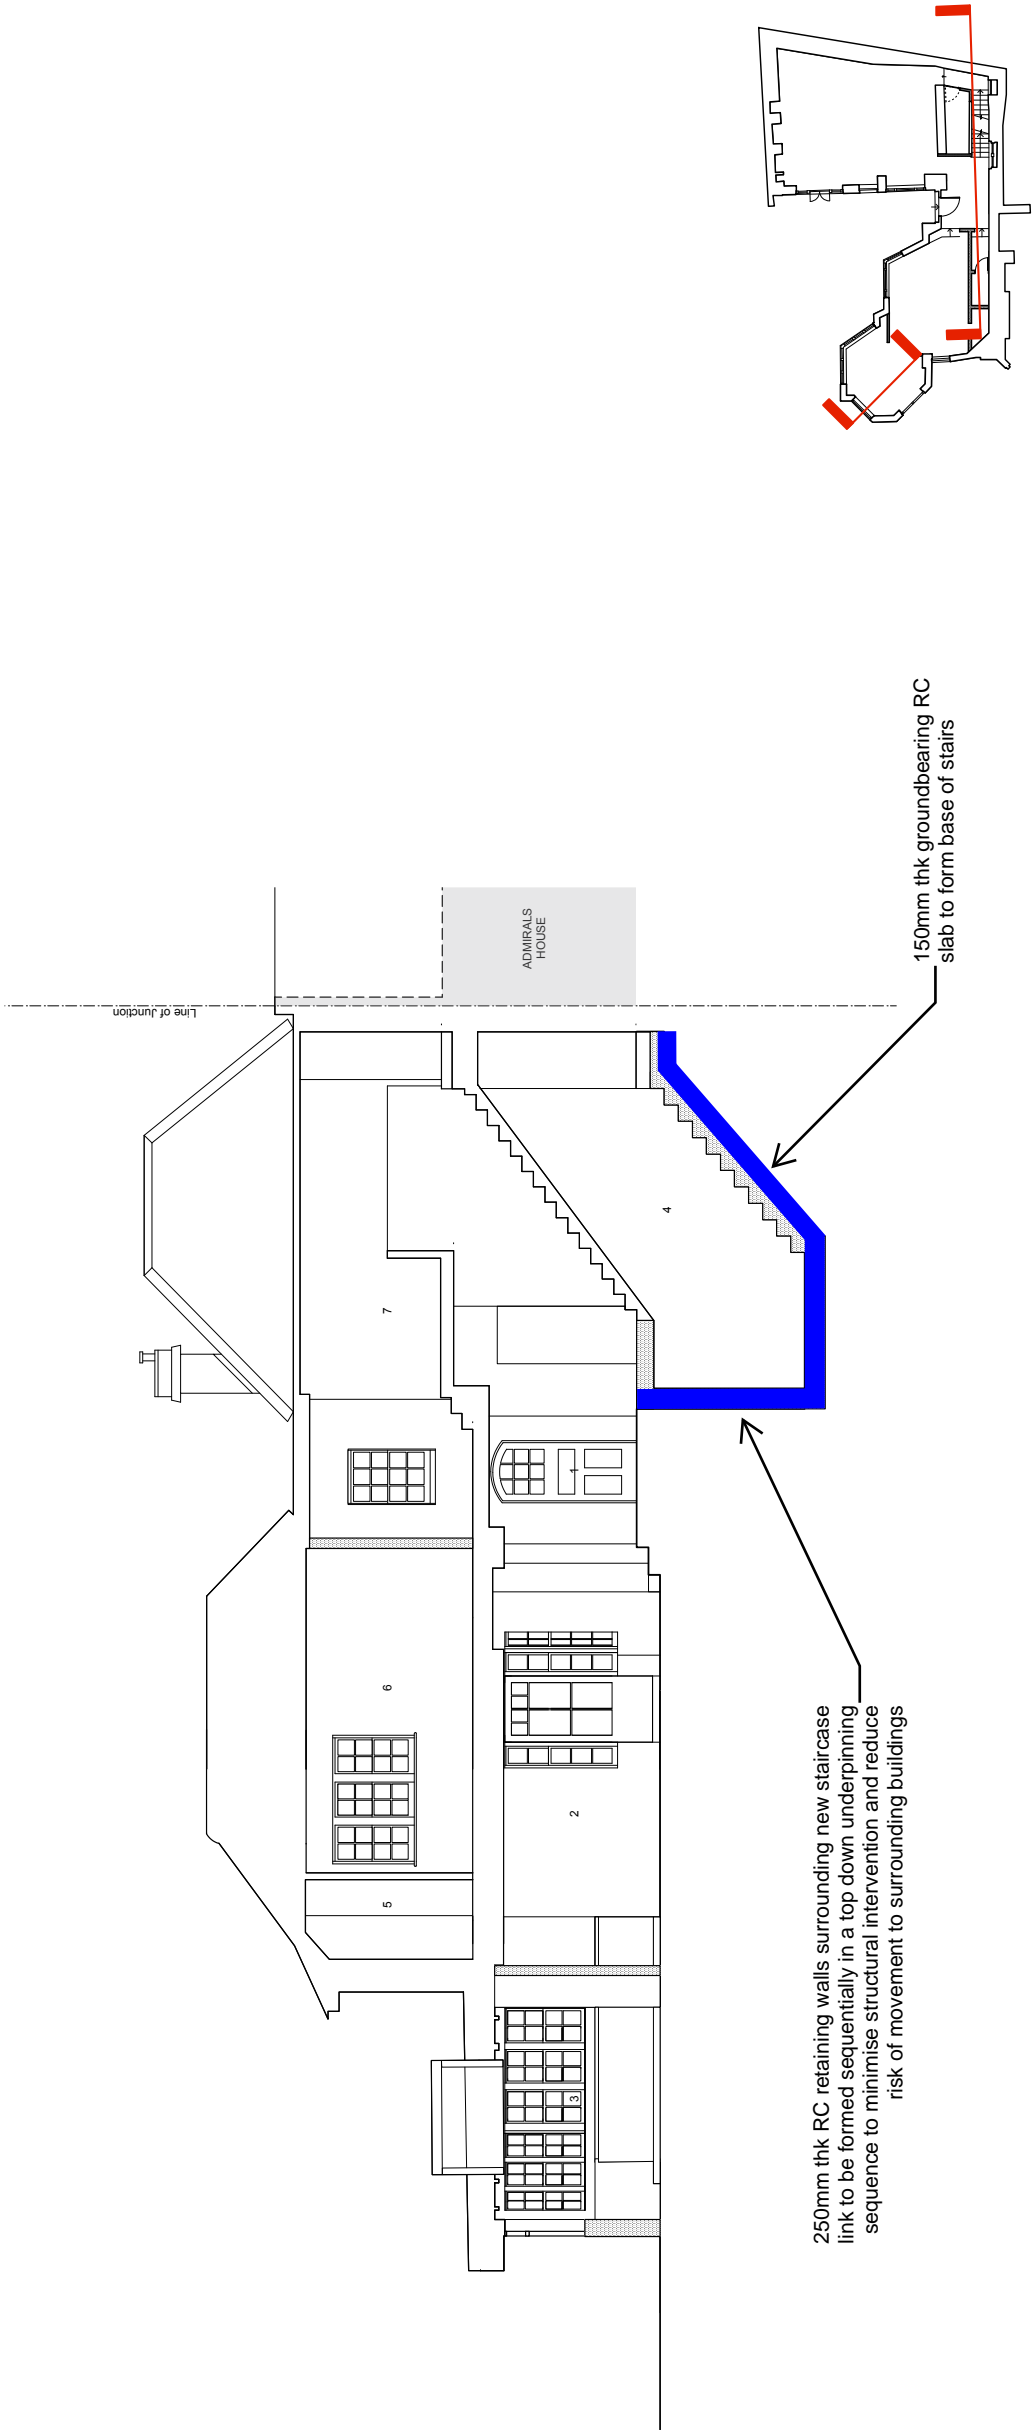 Line of Junction
ADMIRALS
HOUSE
7
4
1
6
5
2
3
150mm thk groundbearing RC
slab to form base of stairs
250mm thk RC retaining walls surrounding new staircase
link to be formed sequentially in a top down underpinning
sequence to minimise structural intervention and reduce
risk of movement to surrounding buildings